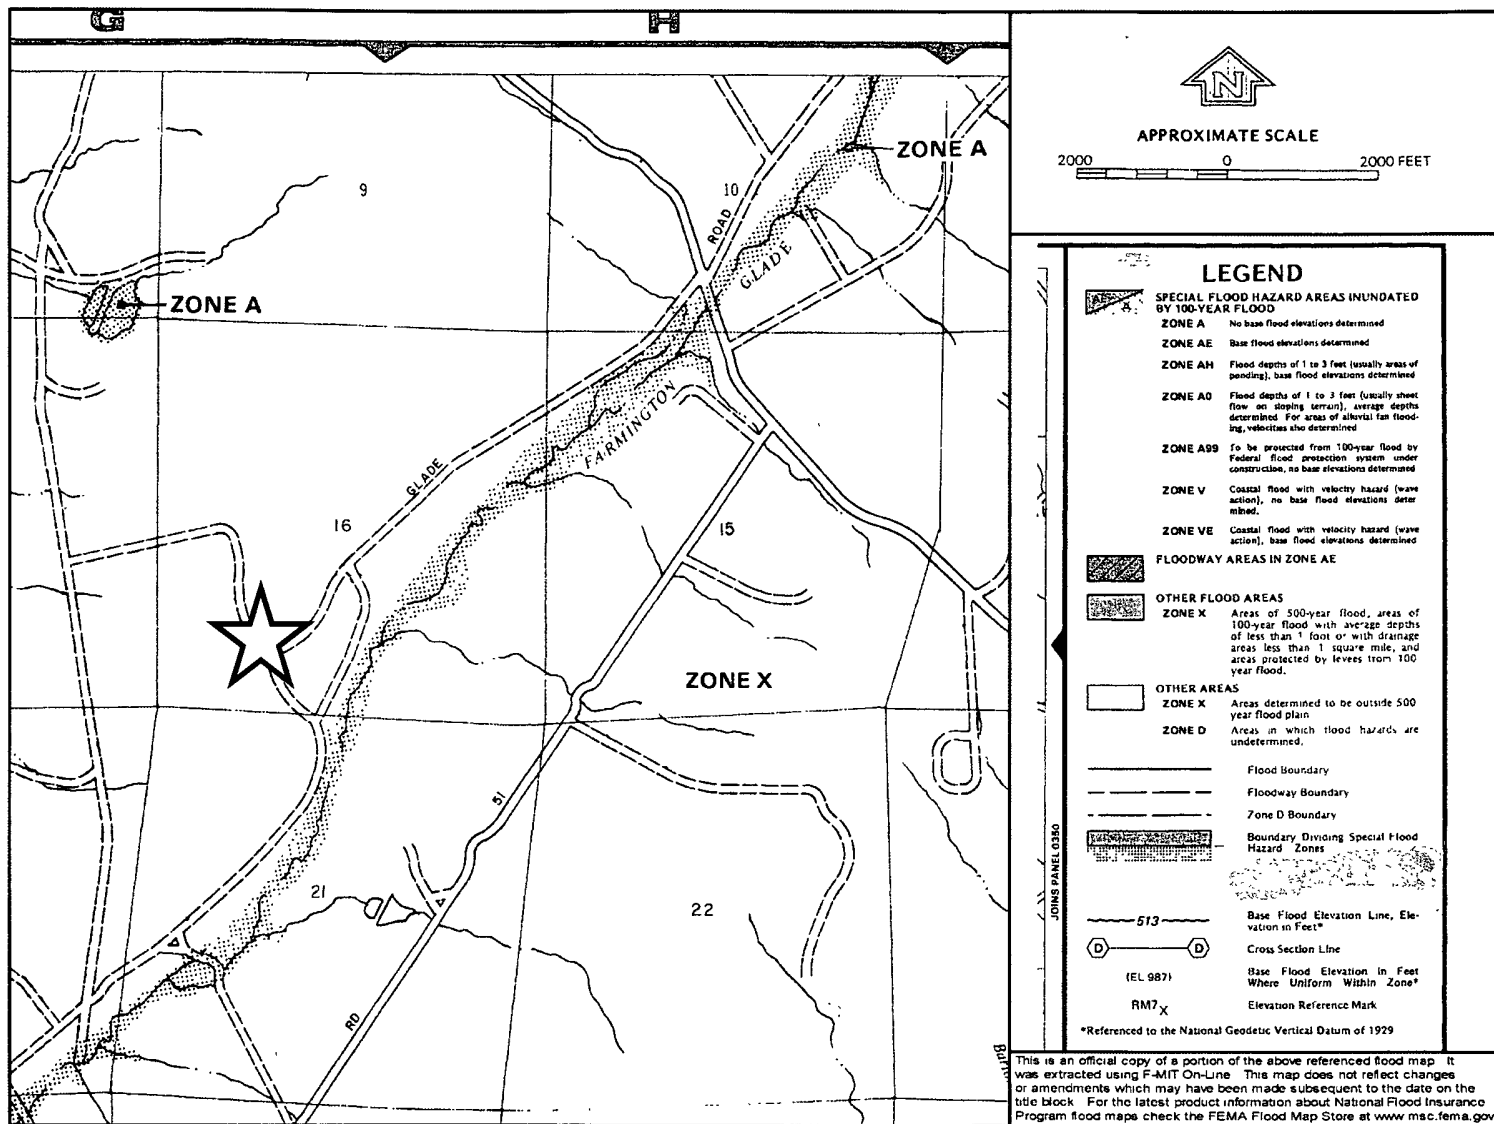 G
H
ZONE A
9
10
ROAD
GLADE
ZONE A
FARMINGTON
GLADE
16
15
ZONE X
51
21
22
RD
N
APPROXIMATE SCALE
2000 0 2000 FEET
JOINS PANEL 0350
LEGEND
SPECIAL FLOOD HAZARD AREAS INUNDATED
BY 100-YEAR FLOOD
ZONE A No base flood elevations determined
ZONE AE Base flood elevations determined
ZONE AH Flood depths of 1 to 3 feet (usually areas of
ponding), base flood elevations determined
ZONE A0 Flood depths of 1 to 3 feet (usually sheet
flow on sloping terrain), average depths
determined For areas of alluvial fan flood-
ing, velocities also determined
ZONE A99 To be protected from 100-year flood by
Federal flood protection system under
construction, no base elevations determined
ZONE V Coastal flood with velocity hazard (wave
action), no base flood elevations deter
mined.
ZONE VE Coastal flood with velocity hazard (wave
action), base flood elevations determined
FLOODWAY AREAS IN ZONE AE
OTHER FLOOD AREAS
ZONE X Areas of 500-year flood, areas of
100-year flood with average depths
of less than 1 foot or with drainage
areas less than 1 square mile, and
areas protected by levees from 100
year flood.
OTHER AREAS
ZONE X Areas determined to be outside 500
year flood plain
ZONE D Areas in which flood hazards are
undetermined.
Flood Boundary
Floodway Boundary
Zone D Boundary
Boundary Dividing Special Flood
Hazard Zones
513 Base Flood Elevation Line, Ele-
vation in Feet*
D D Cross Section Line
(EL 987) Base Flood Elevation in Feet
Where Uniform Within Zone*
RM7X Elevation Reference Mark
*Referenced to the National Geodetic Vertical Datum of 1929
This is an official copy of a portion of the above referenced flood map It
was extracted using F-MIT On-Line This map does not reflect changes
or amendments which may have been made subsequent to the date on the
title block For the latest product information about National Flood Insurance
Program flood maps check the FEMA Flood Map Store at www msc.fema.gov